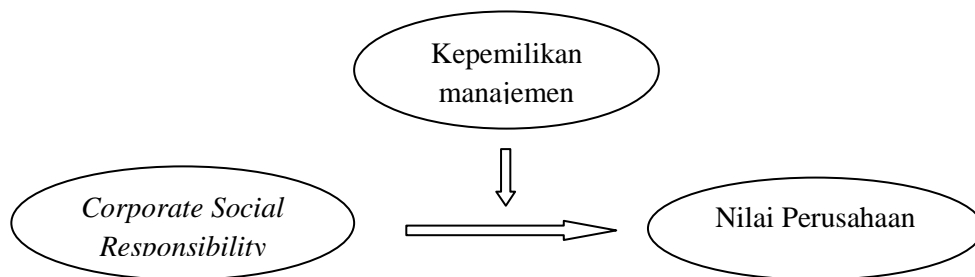 Kepemilikan
manajemen
Corporate Social
Responsibility
Nilai Perusahaan